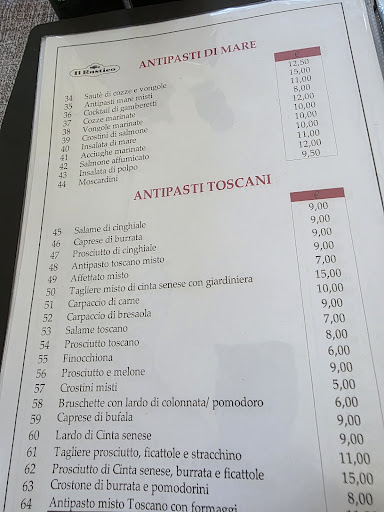 Il Rustico
ANTIPASTI DI MARE
€
34 Sautè di cozze e vongole 12,50
35 Antipasti mare misti 15,00
36 Cocktail di gamberetti 11,00
37 Cozze marinate 8,00
38 Vongole marinate 12,00
39 Crostini di salmone 10,00
40 Insalata di mare 10,00
41 Acciughe marinate 10,00
42 Salmone affumicato 11,00
43 Insalata di polpo 12,00
44 Moscardini 9,50
ANTIPASTI TOSCANI
€
45 Salame di cinghiale 9,00
46 Caprese di burrata 9,00
47 Prosciutto di cinghiale 9,00
48 Antipasto toscano misto 9,00
49 Affettato misto 7,00
50 Tagliere misto di cinta senese con giardiniera 15,00
51 Carpaccio di carne 10,00
52 Carpaccio di bresaola 9,00
53 Salame toscano 7,00
54 Prosciutto toscano 8,00
55 Finocchiona 6,00
56 Prosciutto e melone 9,00
57 Crostini misti 5,00
58 Bruschette con lardo di colonnata/ pomodoro 6,00
59 Caprese di bufala 9,00
60 Lardo di Cinta senese 9,00
61 Tagliere prosciutto, ficattole e stracchino 11,00
62 Prosciutto di Cinta senese, burrata e ficattole 15,00
63 Crostone di burrata e pomodorini 8,00
64 Antipasto misto Toscano con formaggi 8,00